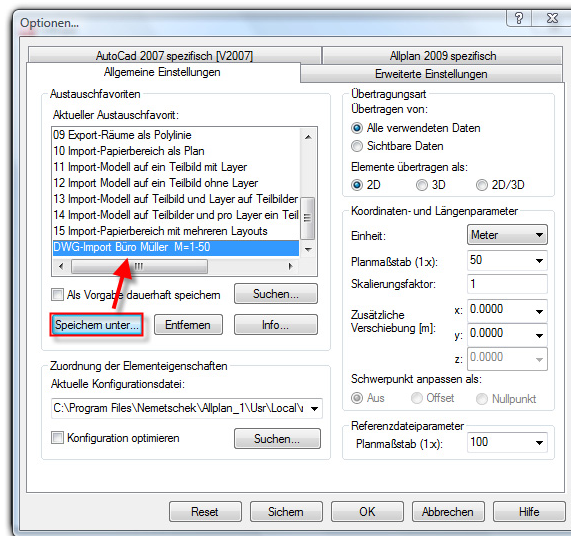 Optionen...
AutoCad 2007 spezifisch [V2007]
Allplan 2009 spezifisch
Allgemeine Einstellungen
Erweiterte Einstellungen
Austauschfavoriten
Aktueller Austauschfavorit:
09 Export-Räume als Polylinie
10 Import-Papierbereich als Plan
11 Import-Modell auf ein Teilbild mit Layer
12 Import-Modell auf ein Teilbild ohne Layer
13 Import-Modell auf Teilbild und Layer auf Teilbilder
14 Import-Modell auf Teilbilder und pro Layer ein Teil
15 Import-Papierbereich mit mehreren Layouts
DWG-Import Büro Müller M=1-50
Als Vorgabe dauerhaft speichern
Suchen...
Speichern unter...
Entfernen
Info...
Zuordnung der Elementeigenschaften
Aktuelle Konfigurationsdatei:
C:\Program Files\Nemetschek\Allplan_1\Usr\Local\
Konfiguration optimieren
Suchen...
Übertragungsart
Übertragen von:
Alle verwendeten Daten
Sichtbare Daten
Elemente übertragen als:
2D
3D
2D/3D
Koordinaten- und Längenparameter
Einheit:
Meter
Planmaßstab (1:x):
50
Skalierungsfaktor:
1
Zusätzliche
Verschiebung [m]:
x:
0.0000
y:
0.0000
z:
0.0000
Schwerpunkt anpassen als:
Aus
Offset
Nullpunkt
Referenzdateiparameter
Planmaßstab (1:x):
100
Reset
Sichern
OK
Abbrechen
Hilfe